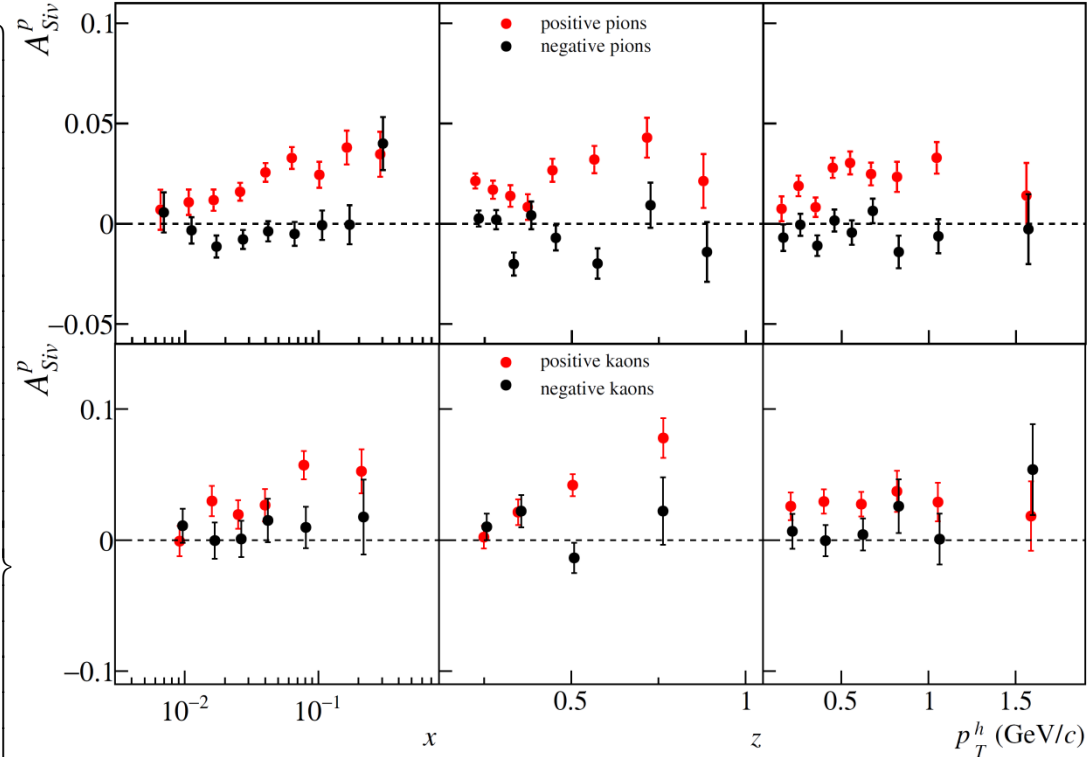 A^p_Siv
0.1
0.05
0
−0.05
positive pions
negative pions
A^p_Siv
0.1
0
−0.1
positive kaons
negative kaons
10^−2 10^−1 0.5 1 0.5 1 1.5
x z p^h_T (GeV/c)